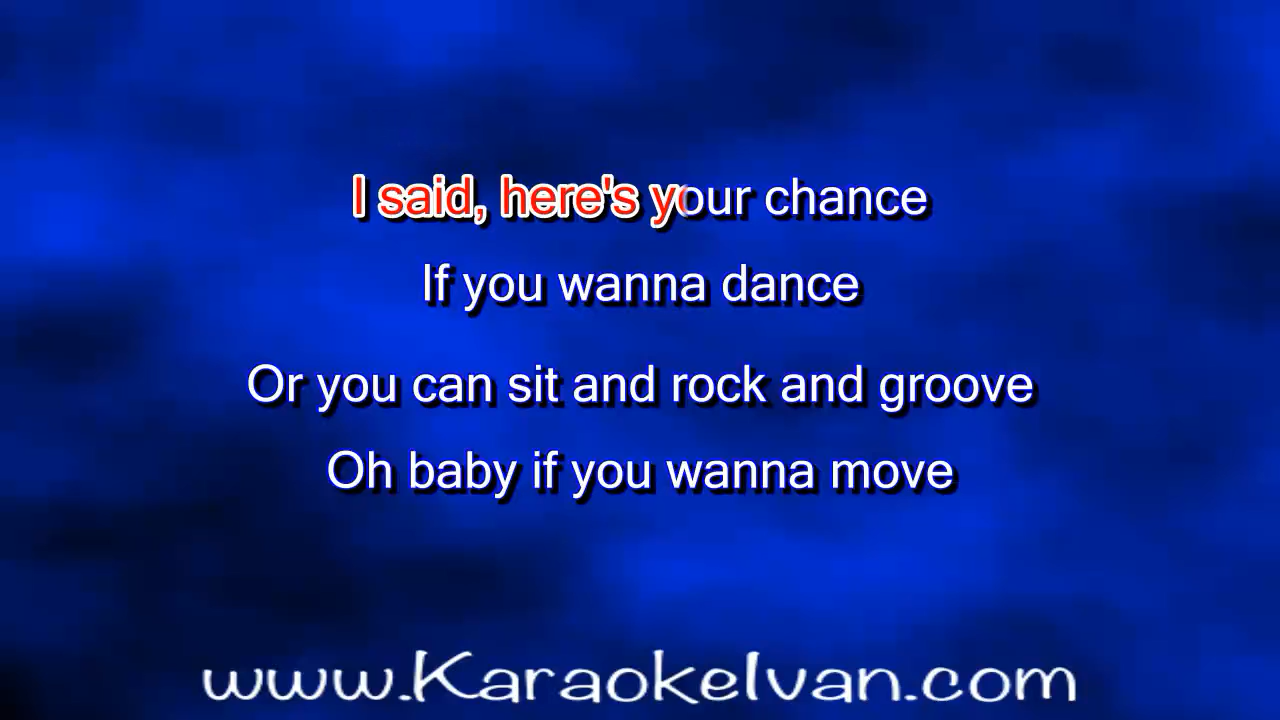 I said, here's your chance
If you wanna dance
Or you can sit and rock and groove
Oh baby if you wanna move
www.KaraokeIvan.com